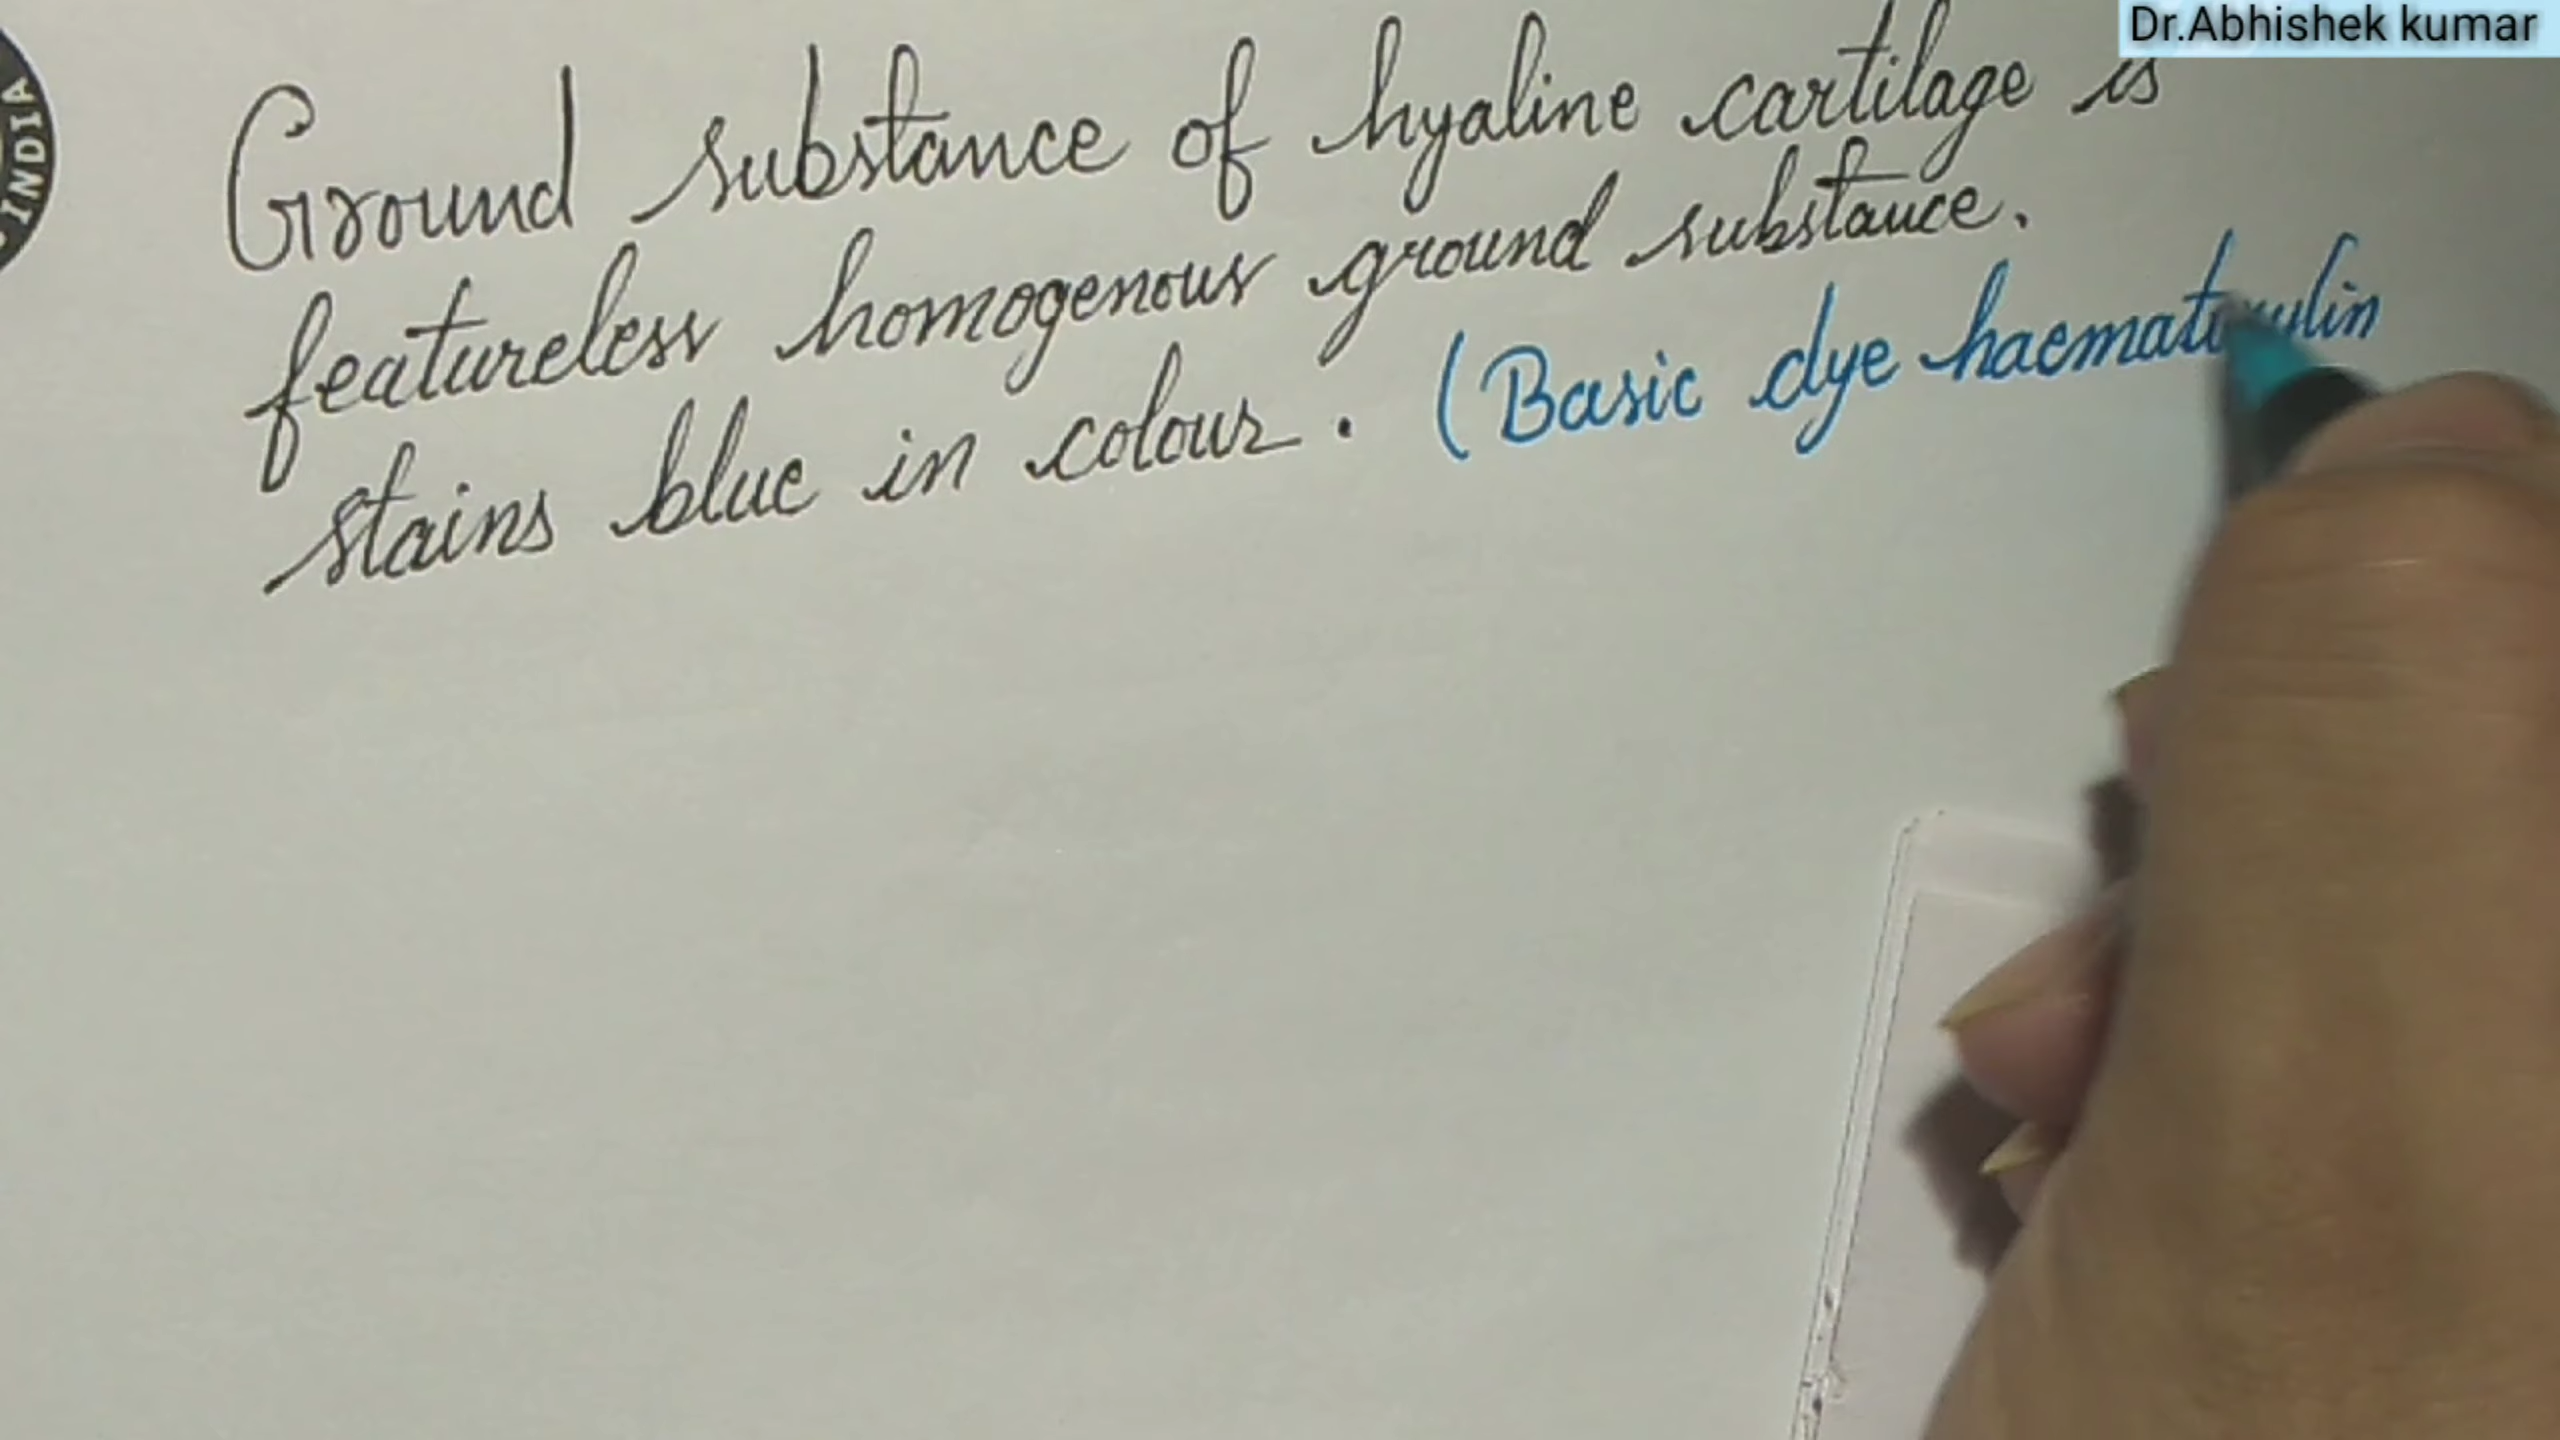 Dr.Abhishek kumar
INDIA
Ground substance of hyaline cartilage is
featureless homogenous ground substance.
stains blue in colour. (Basic dye